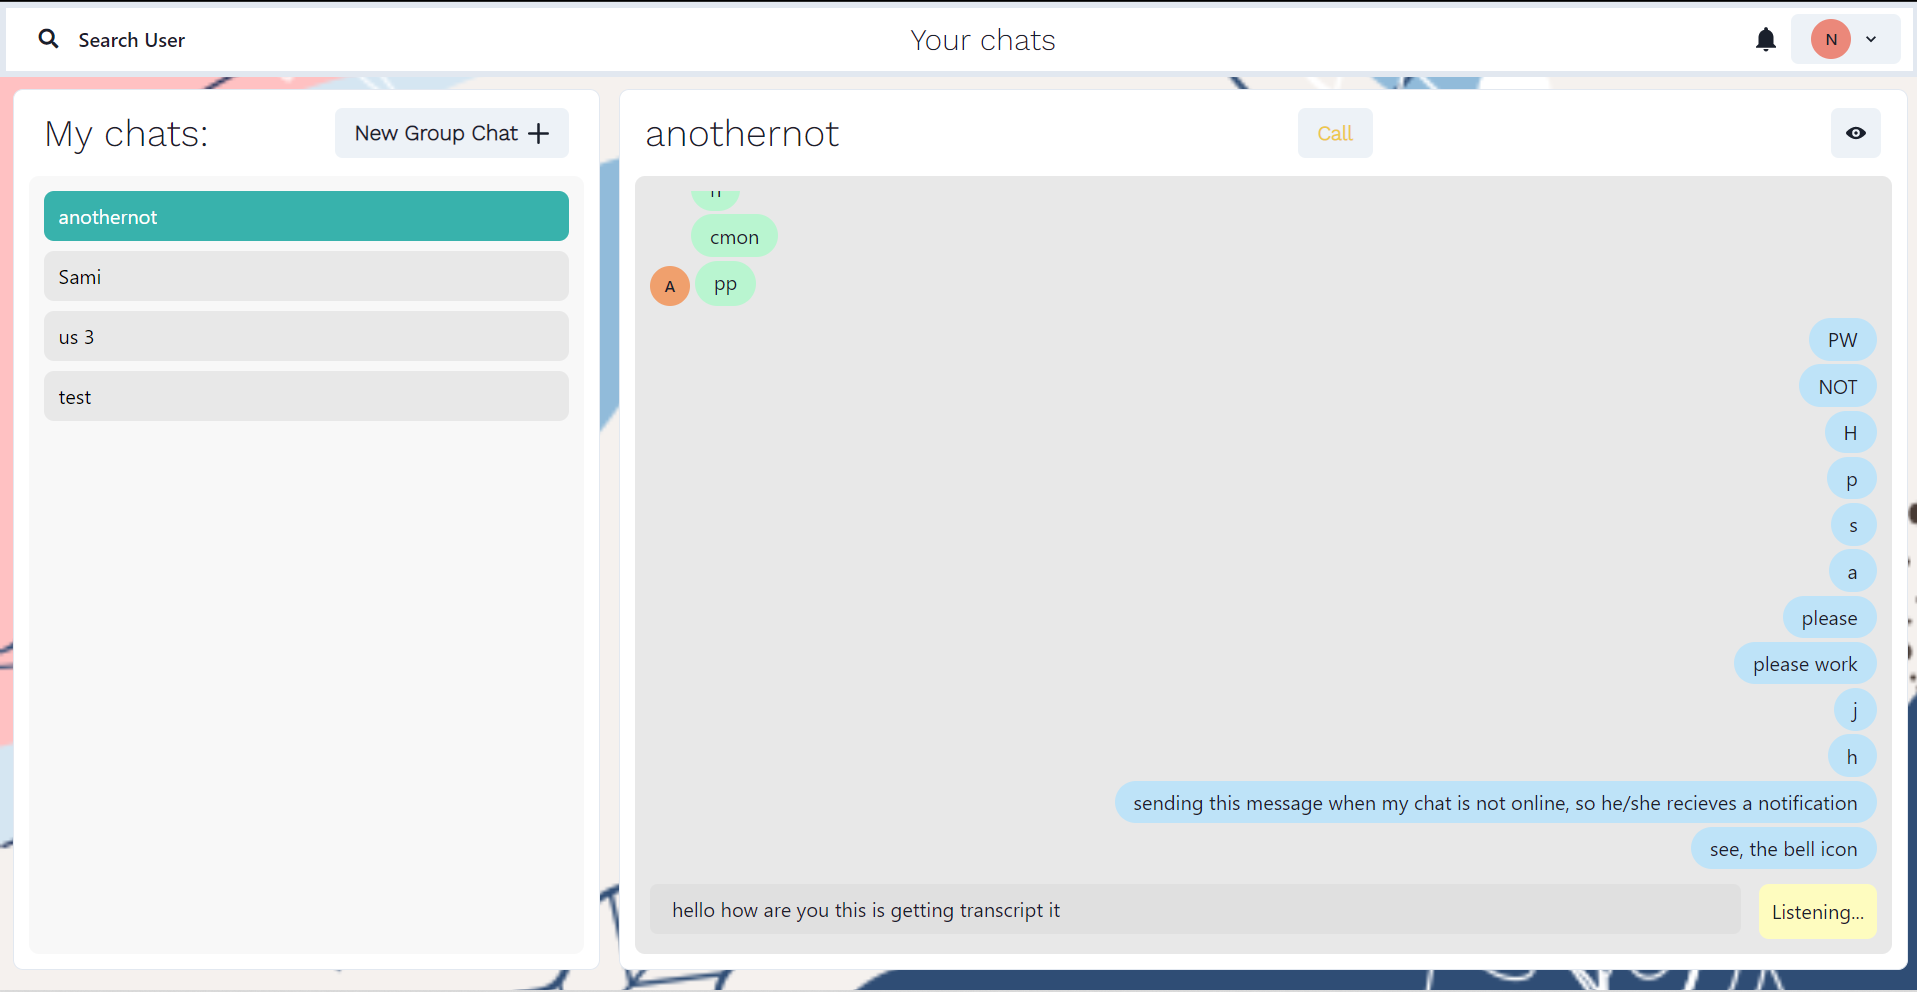 Search User
Your chats
N
My chats:
New Group Chat
anothernot
Sami
us 3
test
anothernot
Call
cmon
A
pp
PW
NOT
H
p
s
a
please
please work
j
h
sending this message when my chat is not online, so he/she recieves a notification
see, the bell icon
hello how are you this is getting transcript it
Listening...